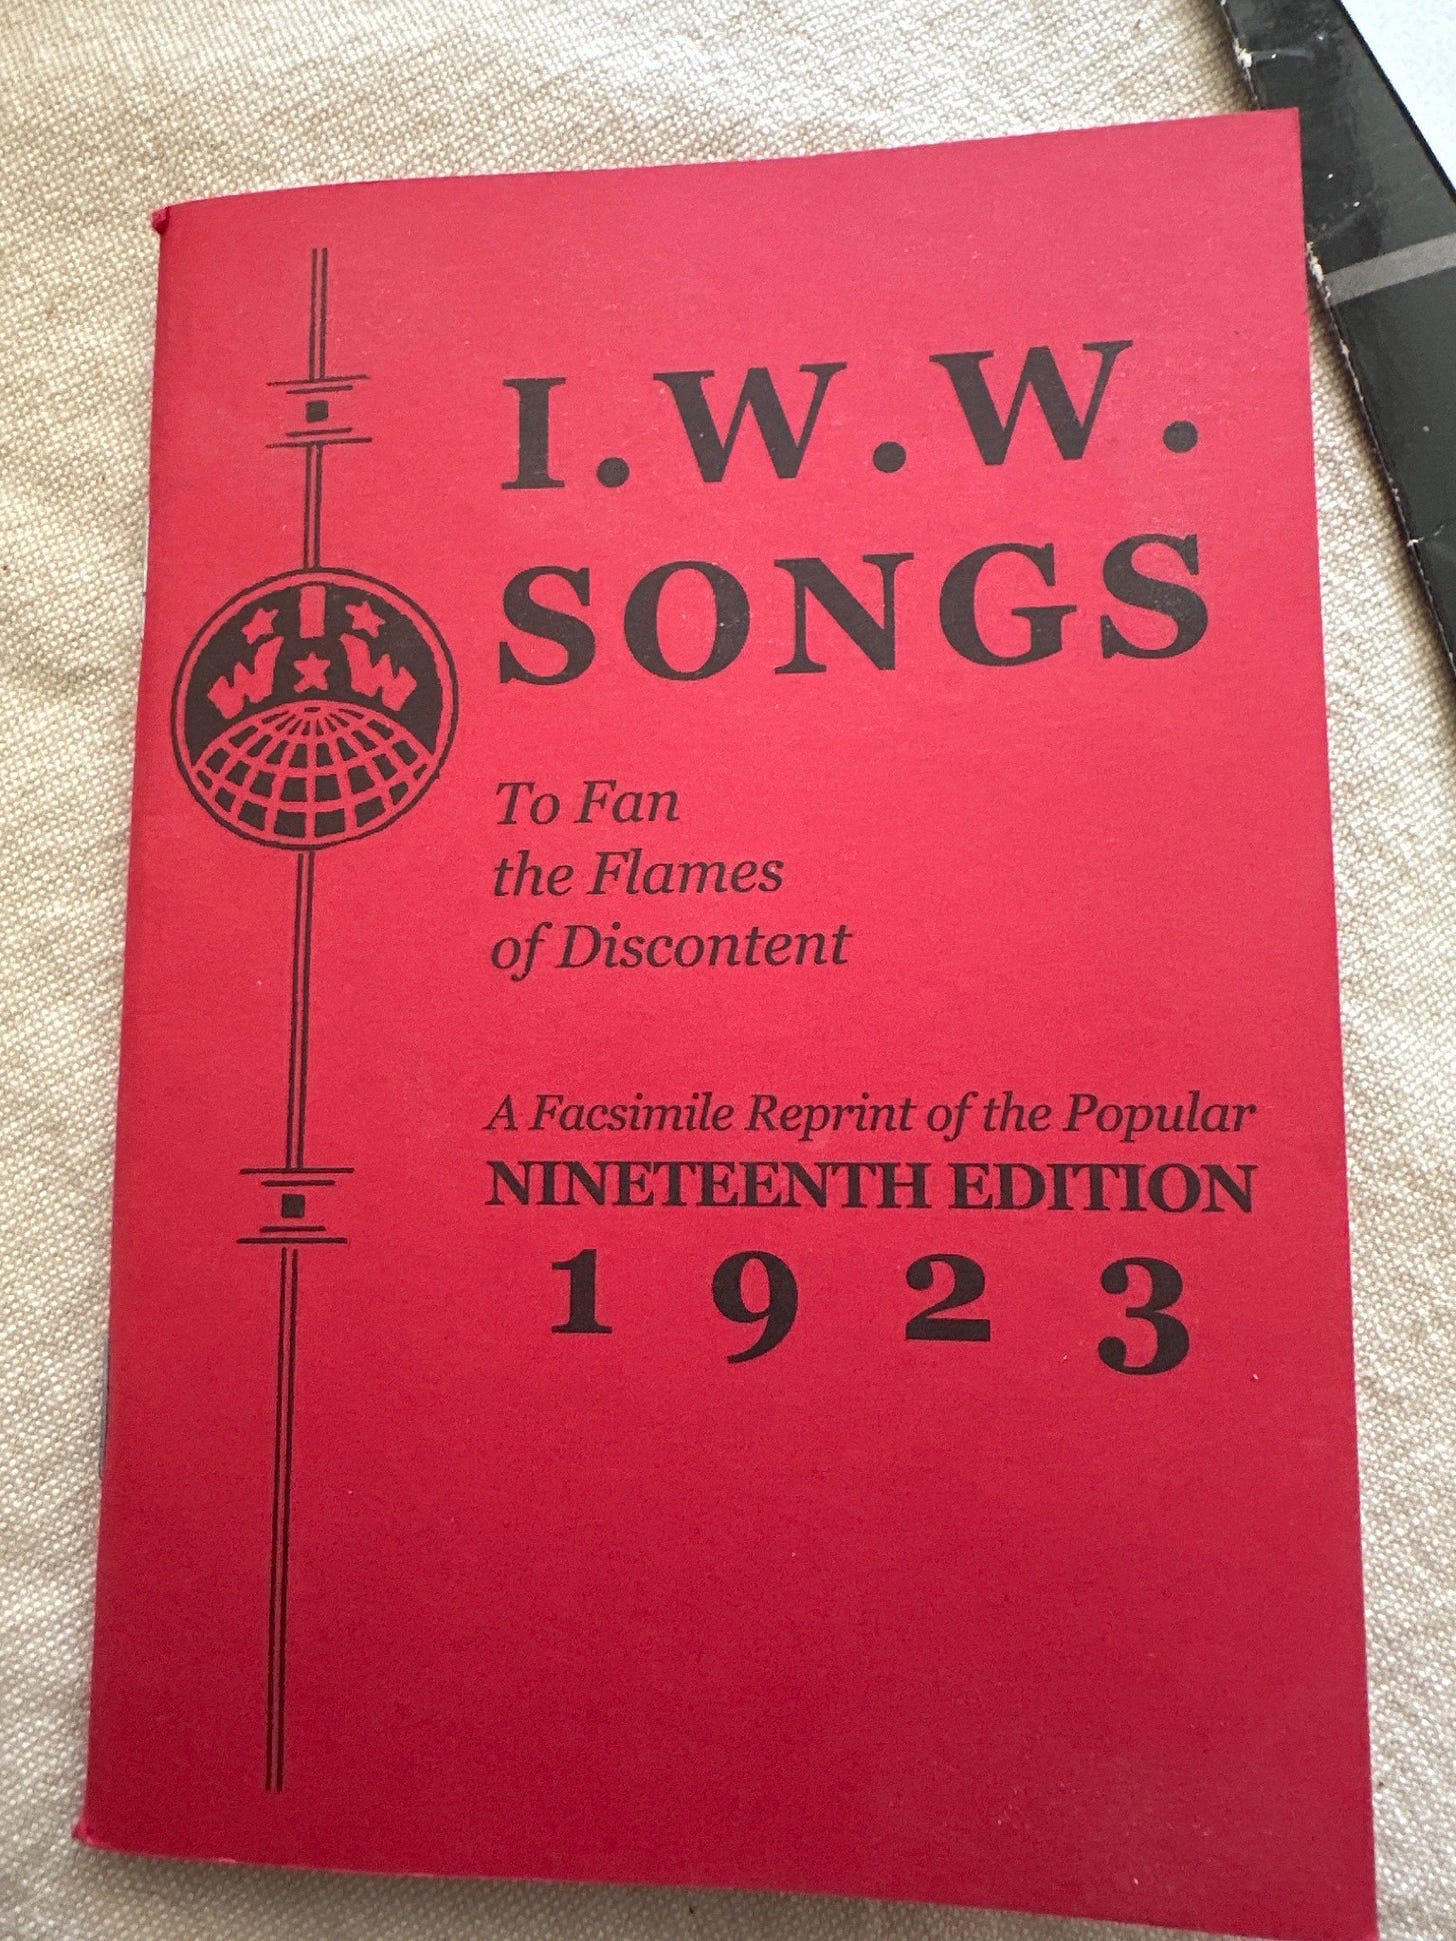 I.W.W.
SONGS
I
W W
To Fan
the Flames
of Discontent
A Facsimile Reprint of the Popular
NINETEENTH EDITION
1923